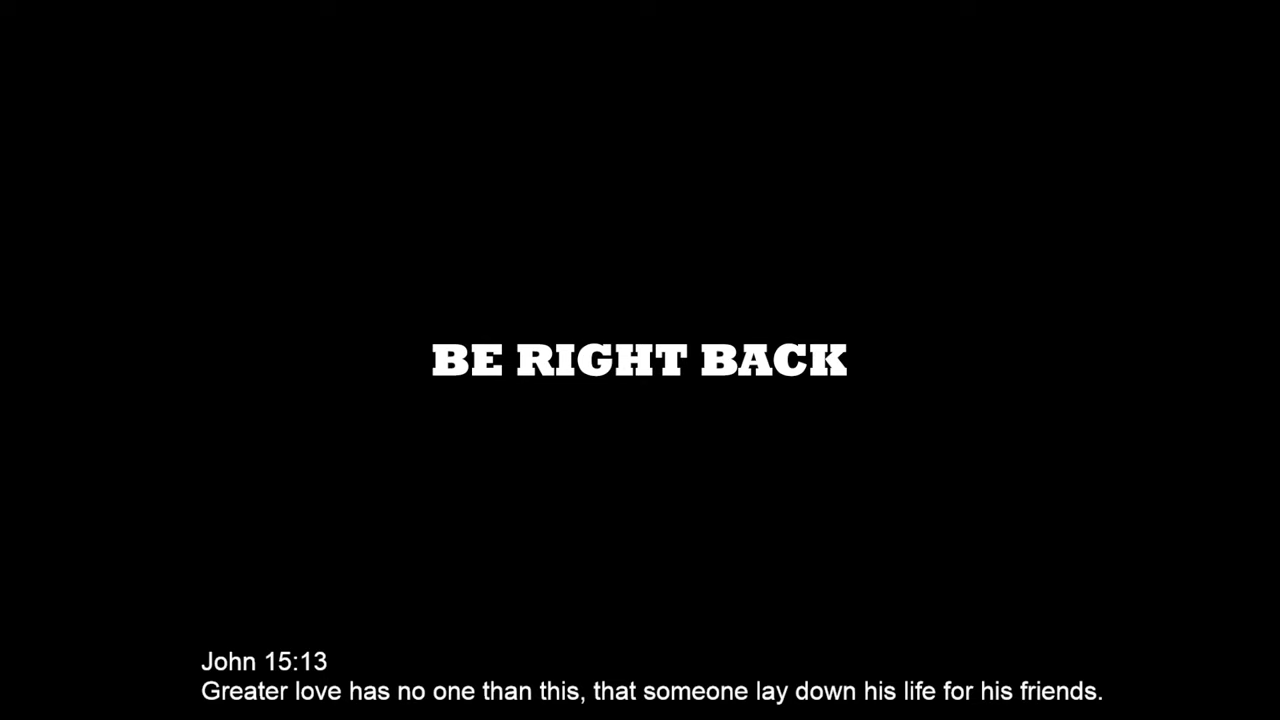 BE RIGHT BACK
John 15:13
Greater love has no one than this, that someone lay down his life for his friends.